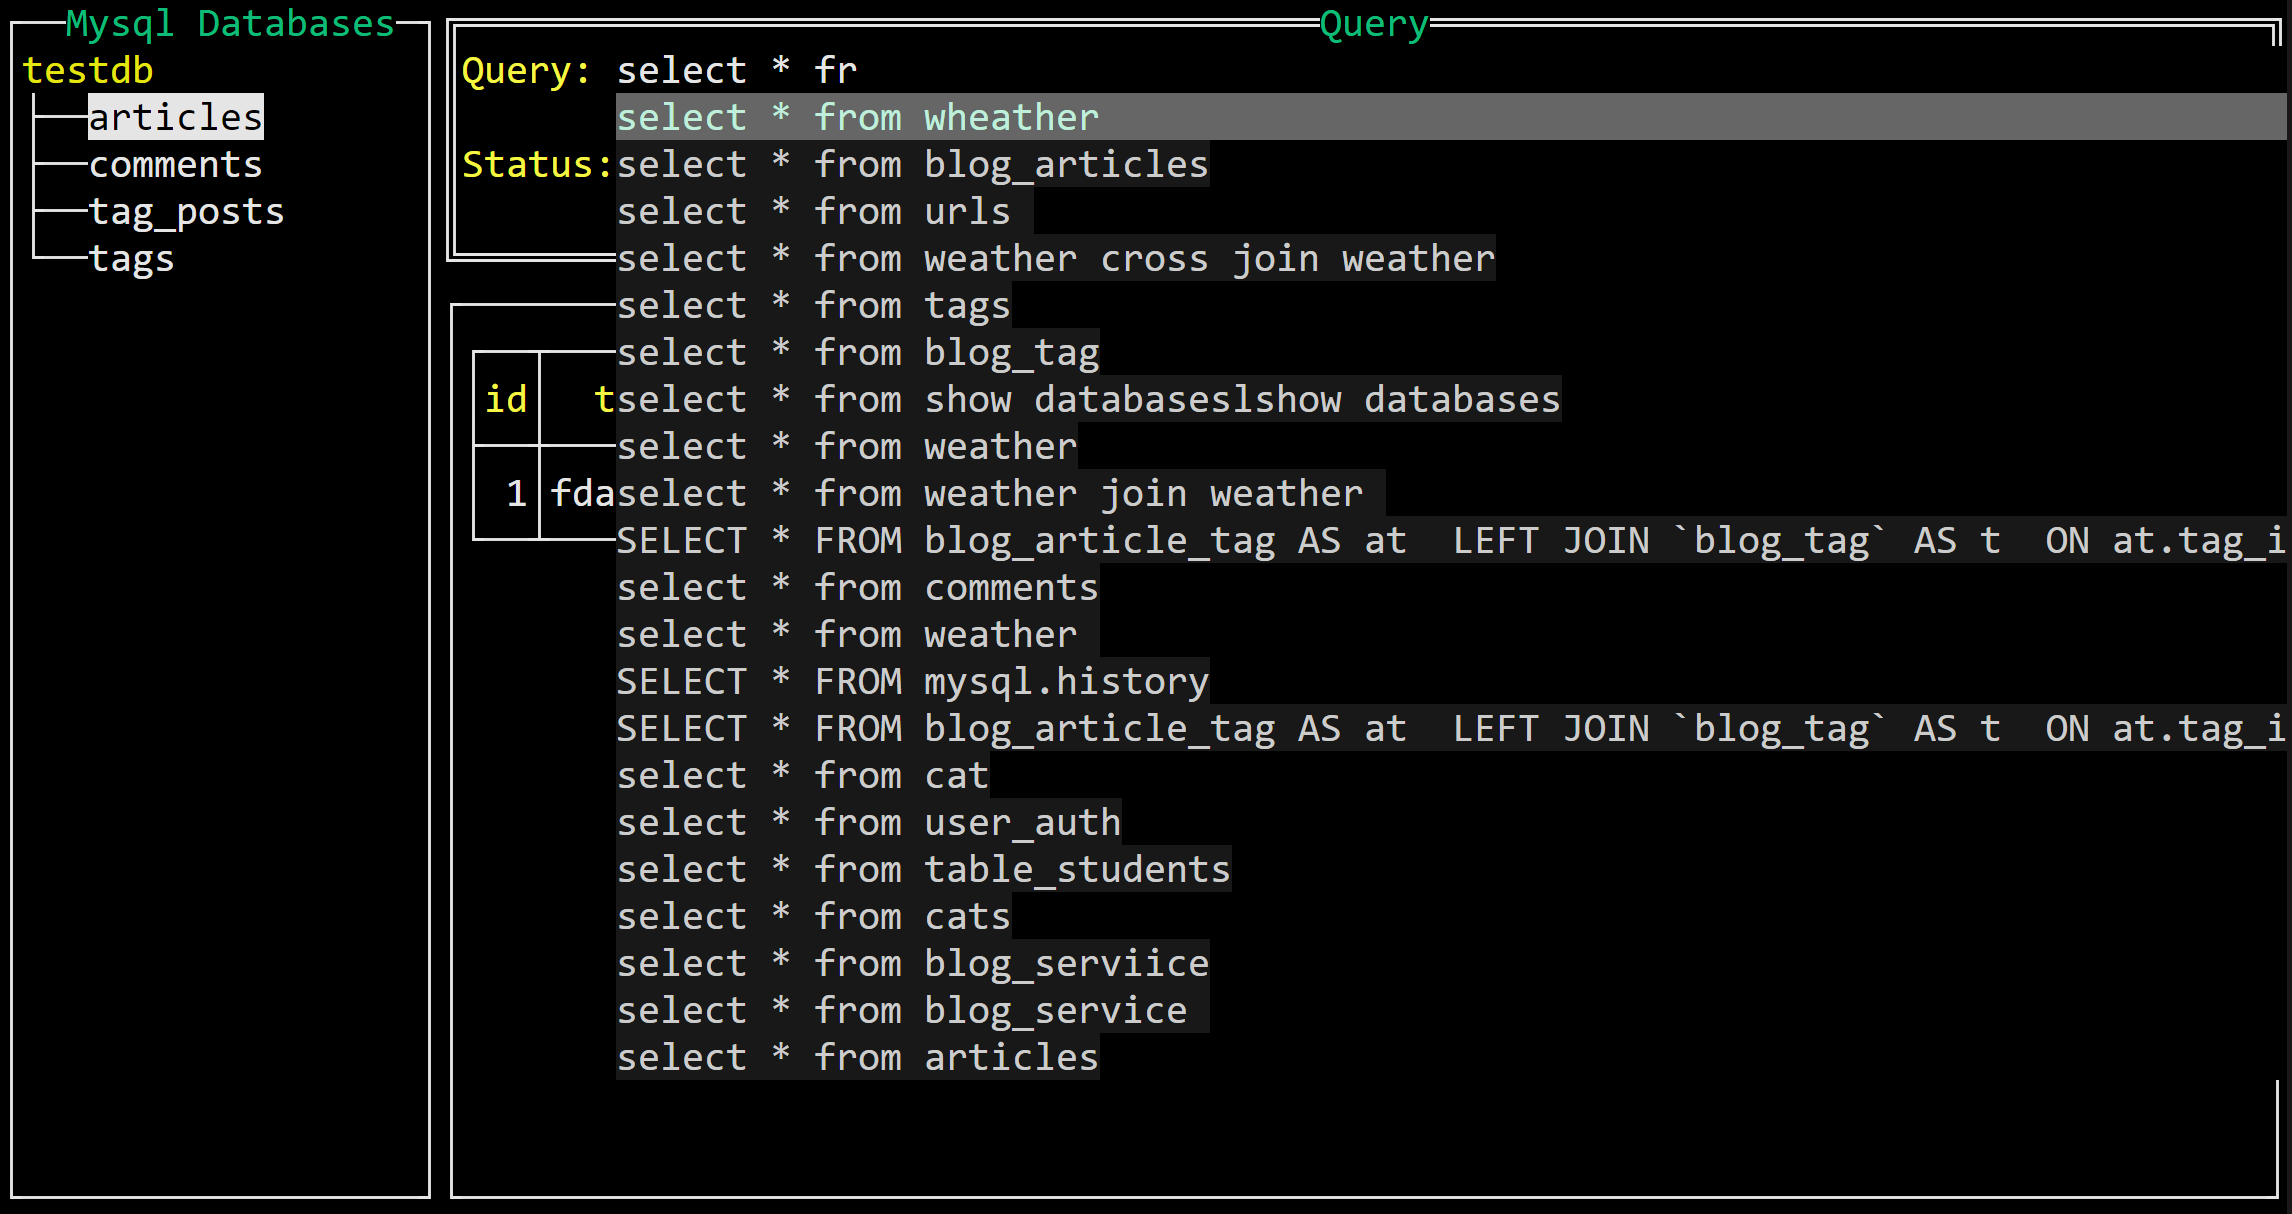 Mysql Databases
testdb
articles
comments
tag_posts
tags
Query
Query: select * fr
select * from wheather
Status:
select * from blog_articles
select * from urls
select * from weather cross join weather
select * from tags
select * from blog_tag
id t
select * from show databaseslshow databases
select * from weather
1 fda
select * from weather join weather
SELECT * FROM blog_article_tag AS at  LEFT JOIN `blog_tag` AS t  ON at.tag_i
select * from comments
select * from weather
SELECT * FROM mysql.history
SELECT * FROM blog_article_tag AS at  LEFT JOIN `blog_tag` AS t  ON at.tag_i
select * from cat
select * from user_auth
select * from table_students
select * from cats
select * from blog_serviice
select * from blog_service
select * from articles